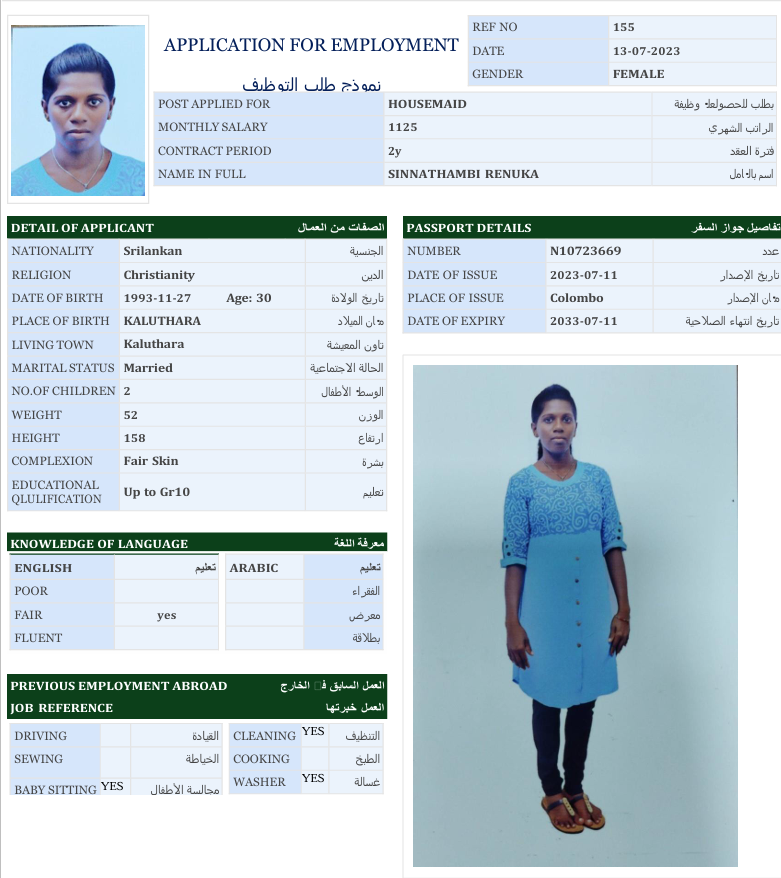 APPLICATION FOR EMPLOYMENT
نموذج طلب التوظيف
REF NO 155
DATE 13-07-2023
GENDER FEMALE
POST APPLIED FOR HOUSEMAID وظيفة
MONTHLY SALARY 1125 الراتب الشهري
CONTRACT PERIOD 2y فترة العقد
NAME IN FULL SINNATHAMBI RENUKA
DETAIL OF APPLICANT الصفات من العمال
NATIONALITY Srilankan الجنسية
RELIGION Christianity الدين
DATE OF BIRTH 1993-11-27 Age: 30 تاريخ الولادة
PLACE OF BIRTH KALUTHARA الميلاد
LIVING TOWN Kaluthara تاون المعيشة
MARITAL STATUS Married الحالة الاجتماعية
NO.OF CHILDREN 2 الأطفال
WEIGHT 52 الوزن
HEIGHT 158 ارتفاع
COMPLEXION Fair Skin بشرة
EDUCATIONAL
QLULIFICATION Up to Gr10 تعليم
PASSPORT DETAILS تفاصيل جواز السفر
NUMBER N10723669 عدد
DATE OF ISSUE 2023-07-11 تاريخ الإصدار
PLACE OF ISSUE Colombo الإصدار
DATE OF EXPIRY 2033-07-11 تاريخ انتهاء الصلاحية
KNOWLEDGE OF LANGUAGE معرفة اللغة
ENGLISH تعليم ARABIC تعليم
POOR الفقراء
FAIR yes معرض
FLUENT بطلاقة
PREVIOUS EMPLOYMENT ABROAD العمل السابق الخارج
JOB REFERENCE العمل خبرتها
DRIVING القيادة CLEANING YES التنظيف
SEWING الخياطة COOKING الطبخ
BABY SITTING YES مجالسة الأطفال WASHER YES غسالة